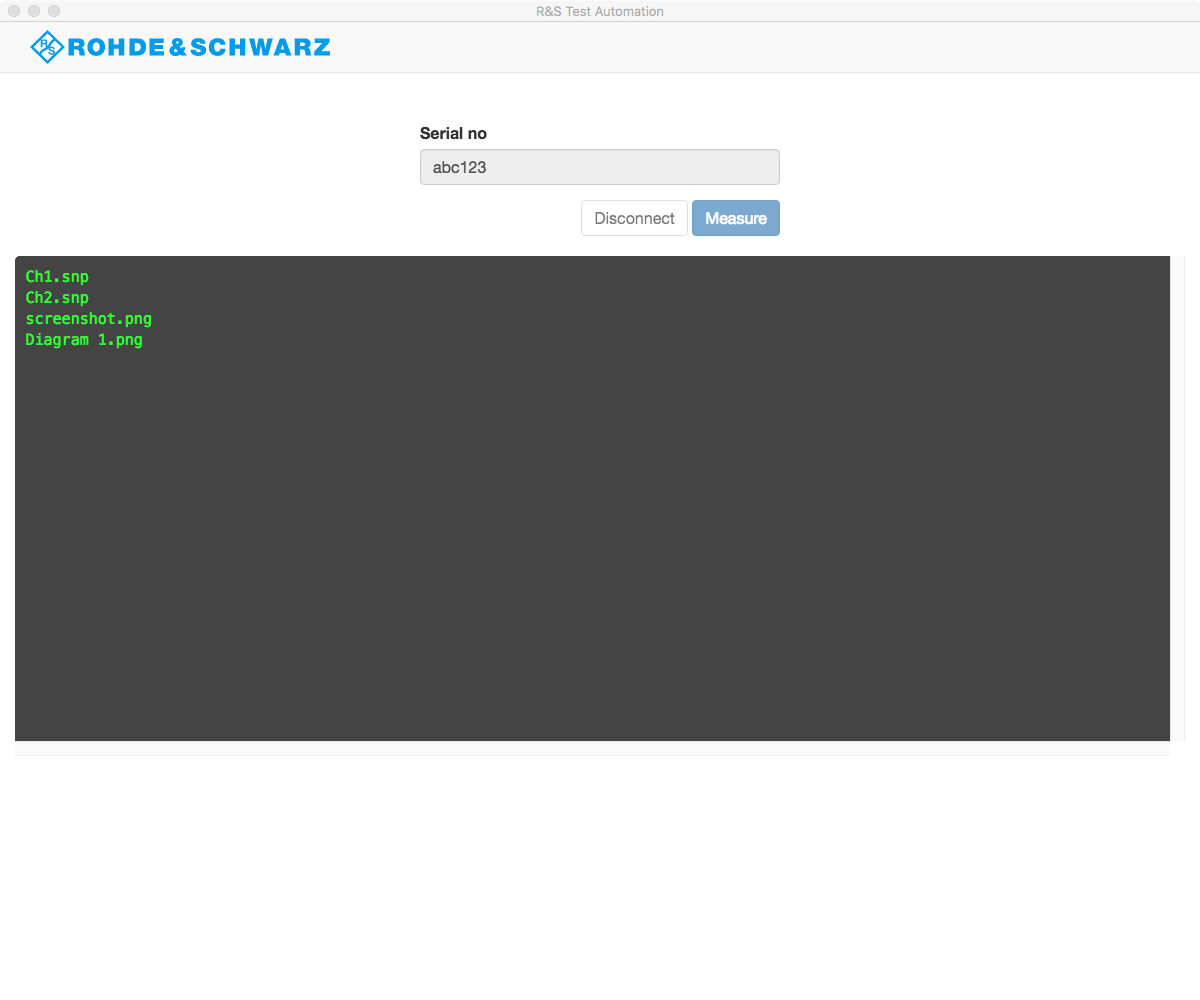 R&S Test Automation
R&S ROHDE&SCHWARZ
Serial no
abc123
Disconnect Measure
Ch1.snp
Ch2.snp
screenshot.png
Diagram 1.png